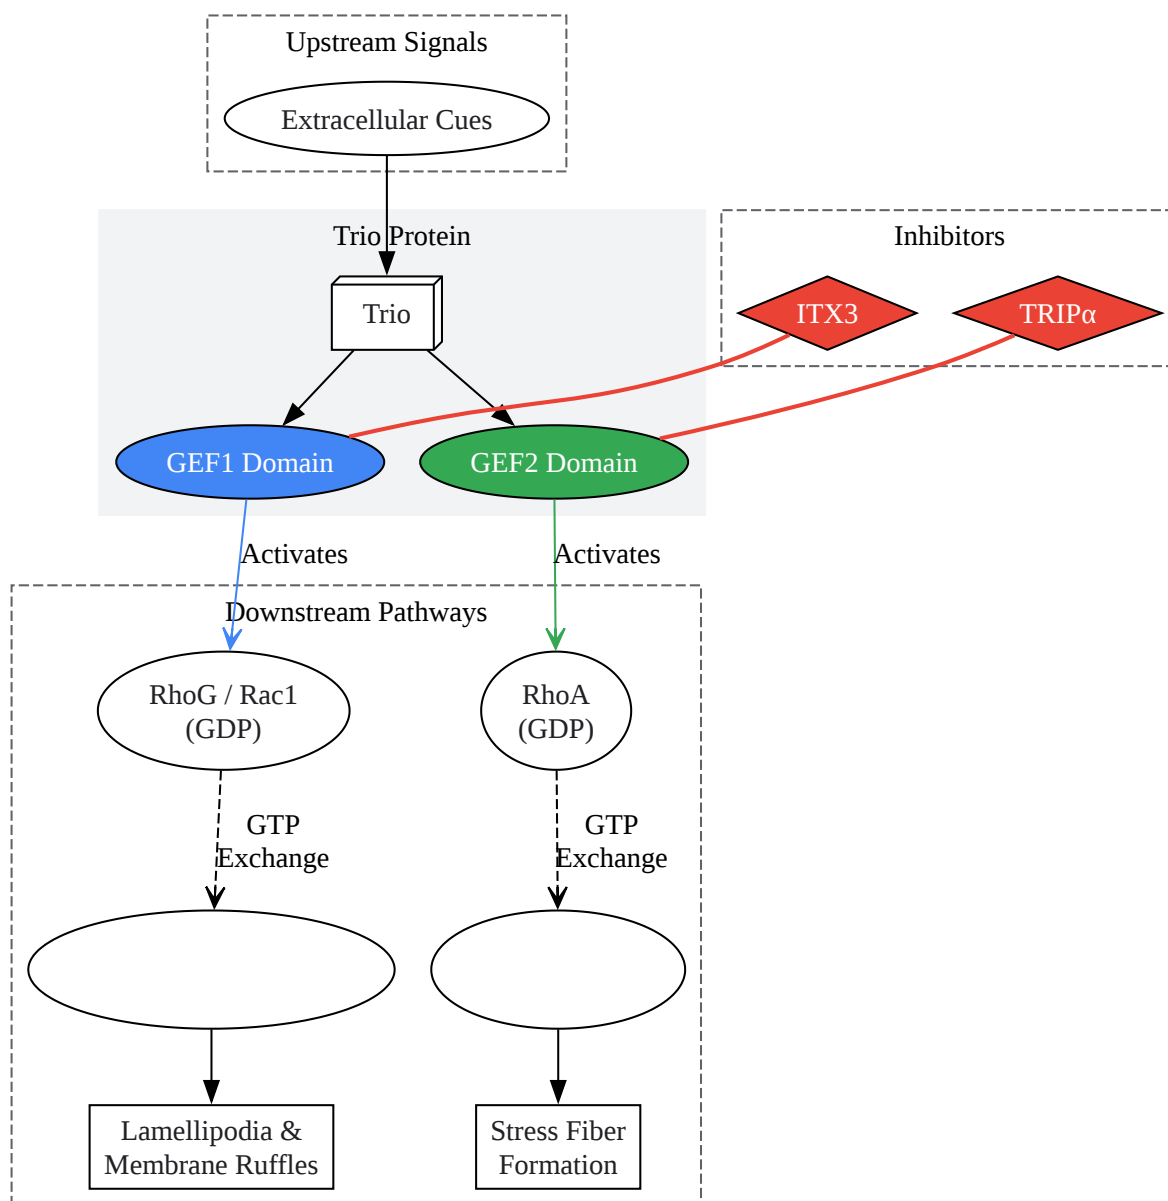 Upstream Signals
Extracellular Cues
Trio Protein
Inhibitors
Trio
ITX3
TRIPα
GEF1 Domain
GEF2 Domain
Activates
Activates
Downstream Pathways
RhoG / Rac1
(GDP)
RhoA
(GDP)
GTP
Exchange
GTP
Exchange
Lamellipodia &
Membrane Ruffles
Stress Fiber
Formation